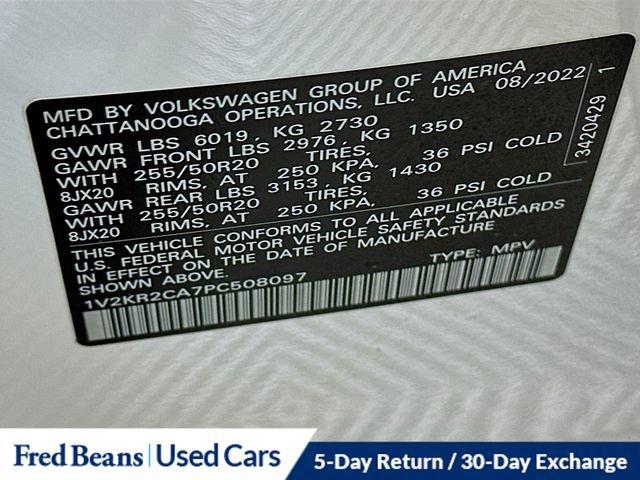 MFD BY VOLKSWAGEN GROUP OF AMERICA
CHATTANOOGA OPERATIONS, LLC. USA 08/2022
GVWR LBS 6019, KG 2730
GAWR FRONT LBS 2976, KG 1350
WITH 255/50R20 TIRES, 36 PSI COLD
8JX20 RIMS, AT 250 KPA,
GAWR REAR LBS 3153, KG 1430
WITH 255/50R20 TIRES, 36 PSI COLD
8JX20 RIMS, AT 250 KPA,
THIS VEHICLE CONFORMS TO ALL APPLICABLE
U.S. FEDERAL MOTOR VEHICLE SAFETY STANDARDS
IN EFFECT ON THE DATE OF MANUFACTURE
SHOWN ABOVE. TYPE: MPV
1V2KR2CA7PC508097
3420429 1
Fred Beans Used Cars
5-Day Return / 30-Day Exchange